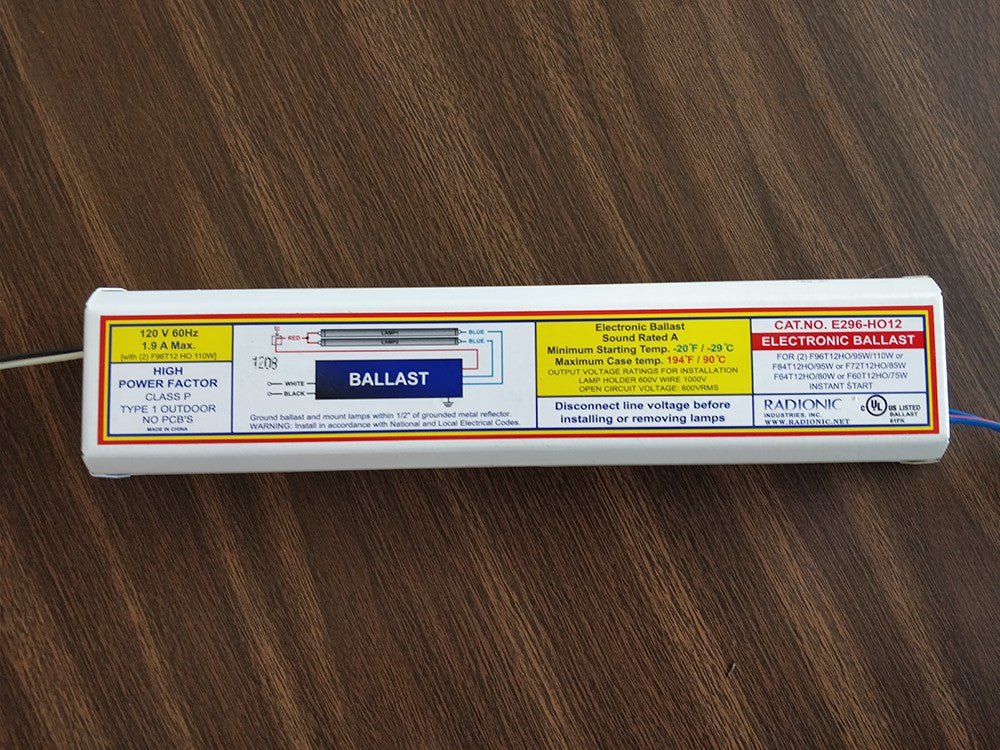 120 V 60Hz
1.9 A Max.
[with (2) F96T12 HO 110W]
HIGH
POWER FACTOR
CLASS P
TYPE 1 OUTDOOR
NO PCB'S
MADE IN CHINA
RED
LAMP1
LAMP2
BLUE
BLUE
1208
WHITE
BLACK
BALLAST
Ground ballast and mount lamps within 1/2" of grounded metal reflector.
WARNING: Install in accordance with National and Local Electrical Codes.
Electronic Ballast
Sound Rated A
Minimum Starting Temp. -20°F / -29°C
Maximum Case temp. 194°F / 90°C
OUTPUT VOLTAGE RATINGS FOR INSTALLATION
LAMP HOLDER 600V WIRE 1000V
OPEN CIRCUIT VOLTAGE: 600VRMS
Disconnect line voltage before
installing or removing lamps
CAT.NO. E296-HO12
ELECTRONIC BALLAST
FOR (2) F96T12HO/95W/110W or
F84T12HO/95W or F72T12HO/85W
F64T12HO/80W or F60T12HO/75W
INSTANT START
RADIONIC
INDUSTRIES, INC.
WWW.RADIONIC.NET
c UL US LISTED
BALLAST
61FK